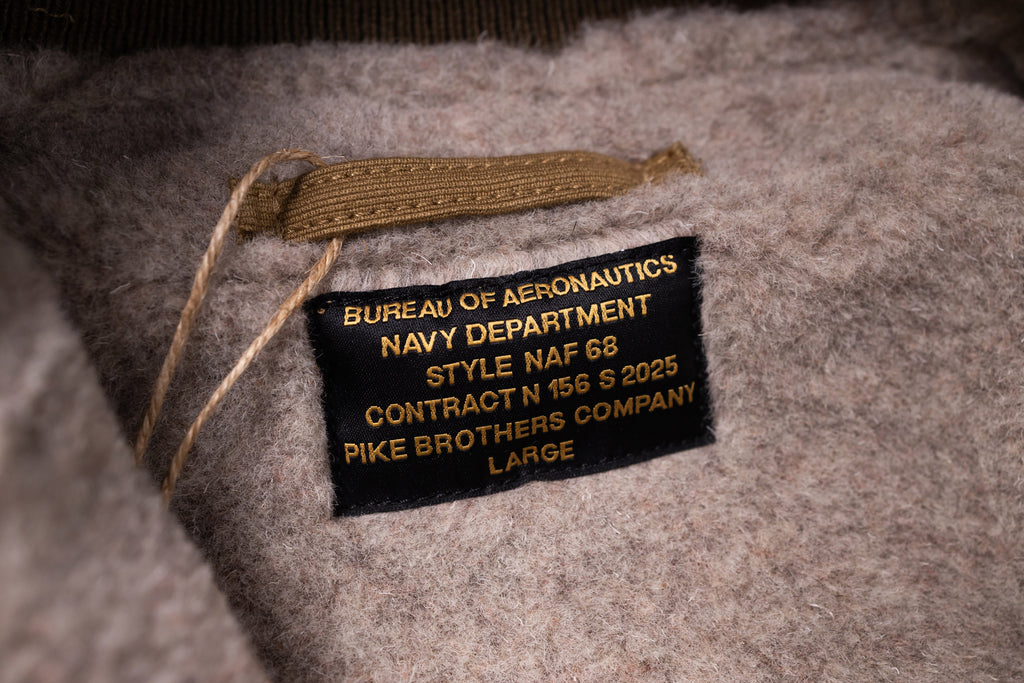 BUREAU OF AERONAUTICS
NAVY DEPARTMENT
STYLE NAF 68
CONTRACT N 156 S 2025
PIKE BROTHERS COMPANY
LARGE